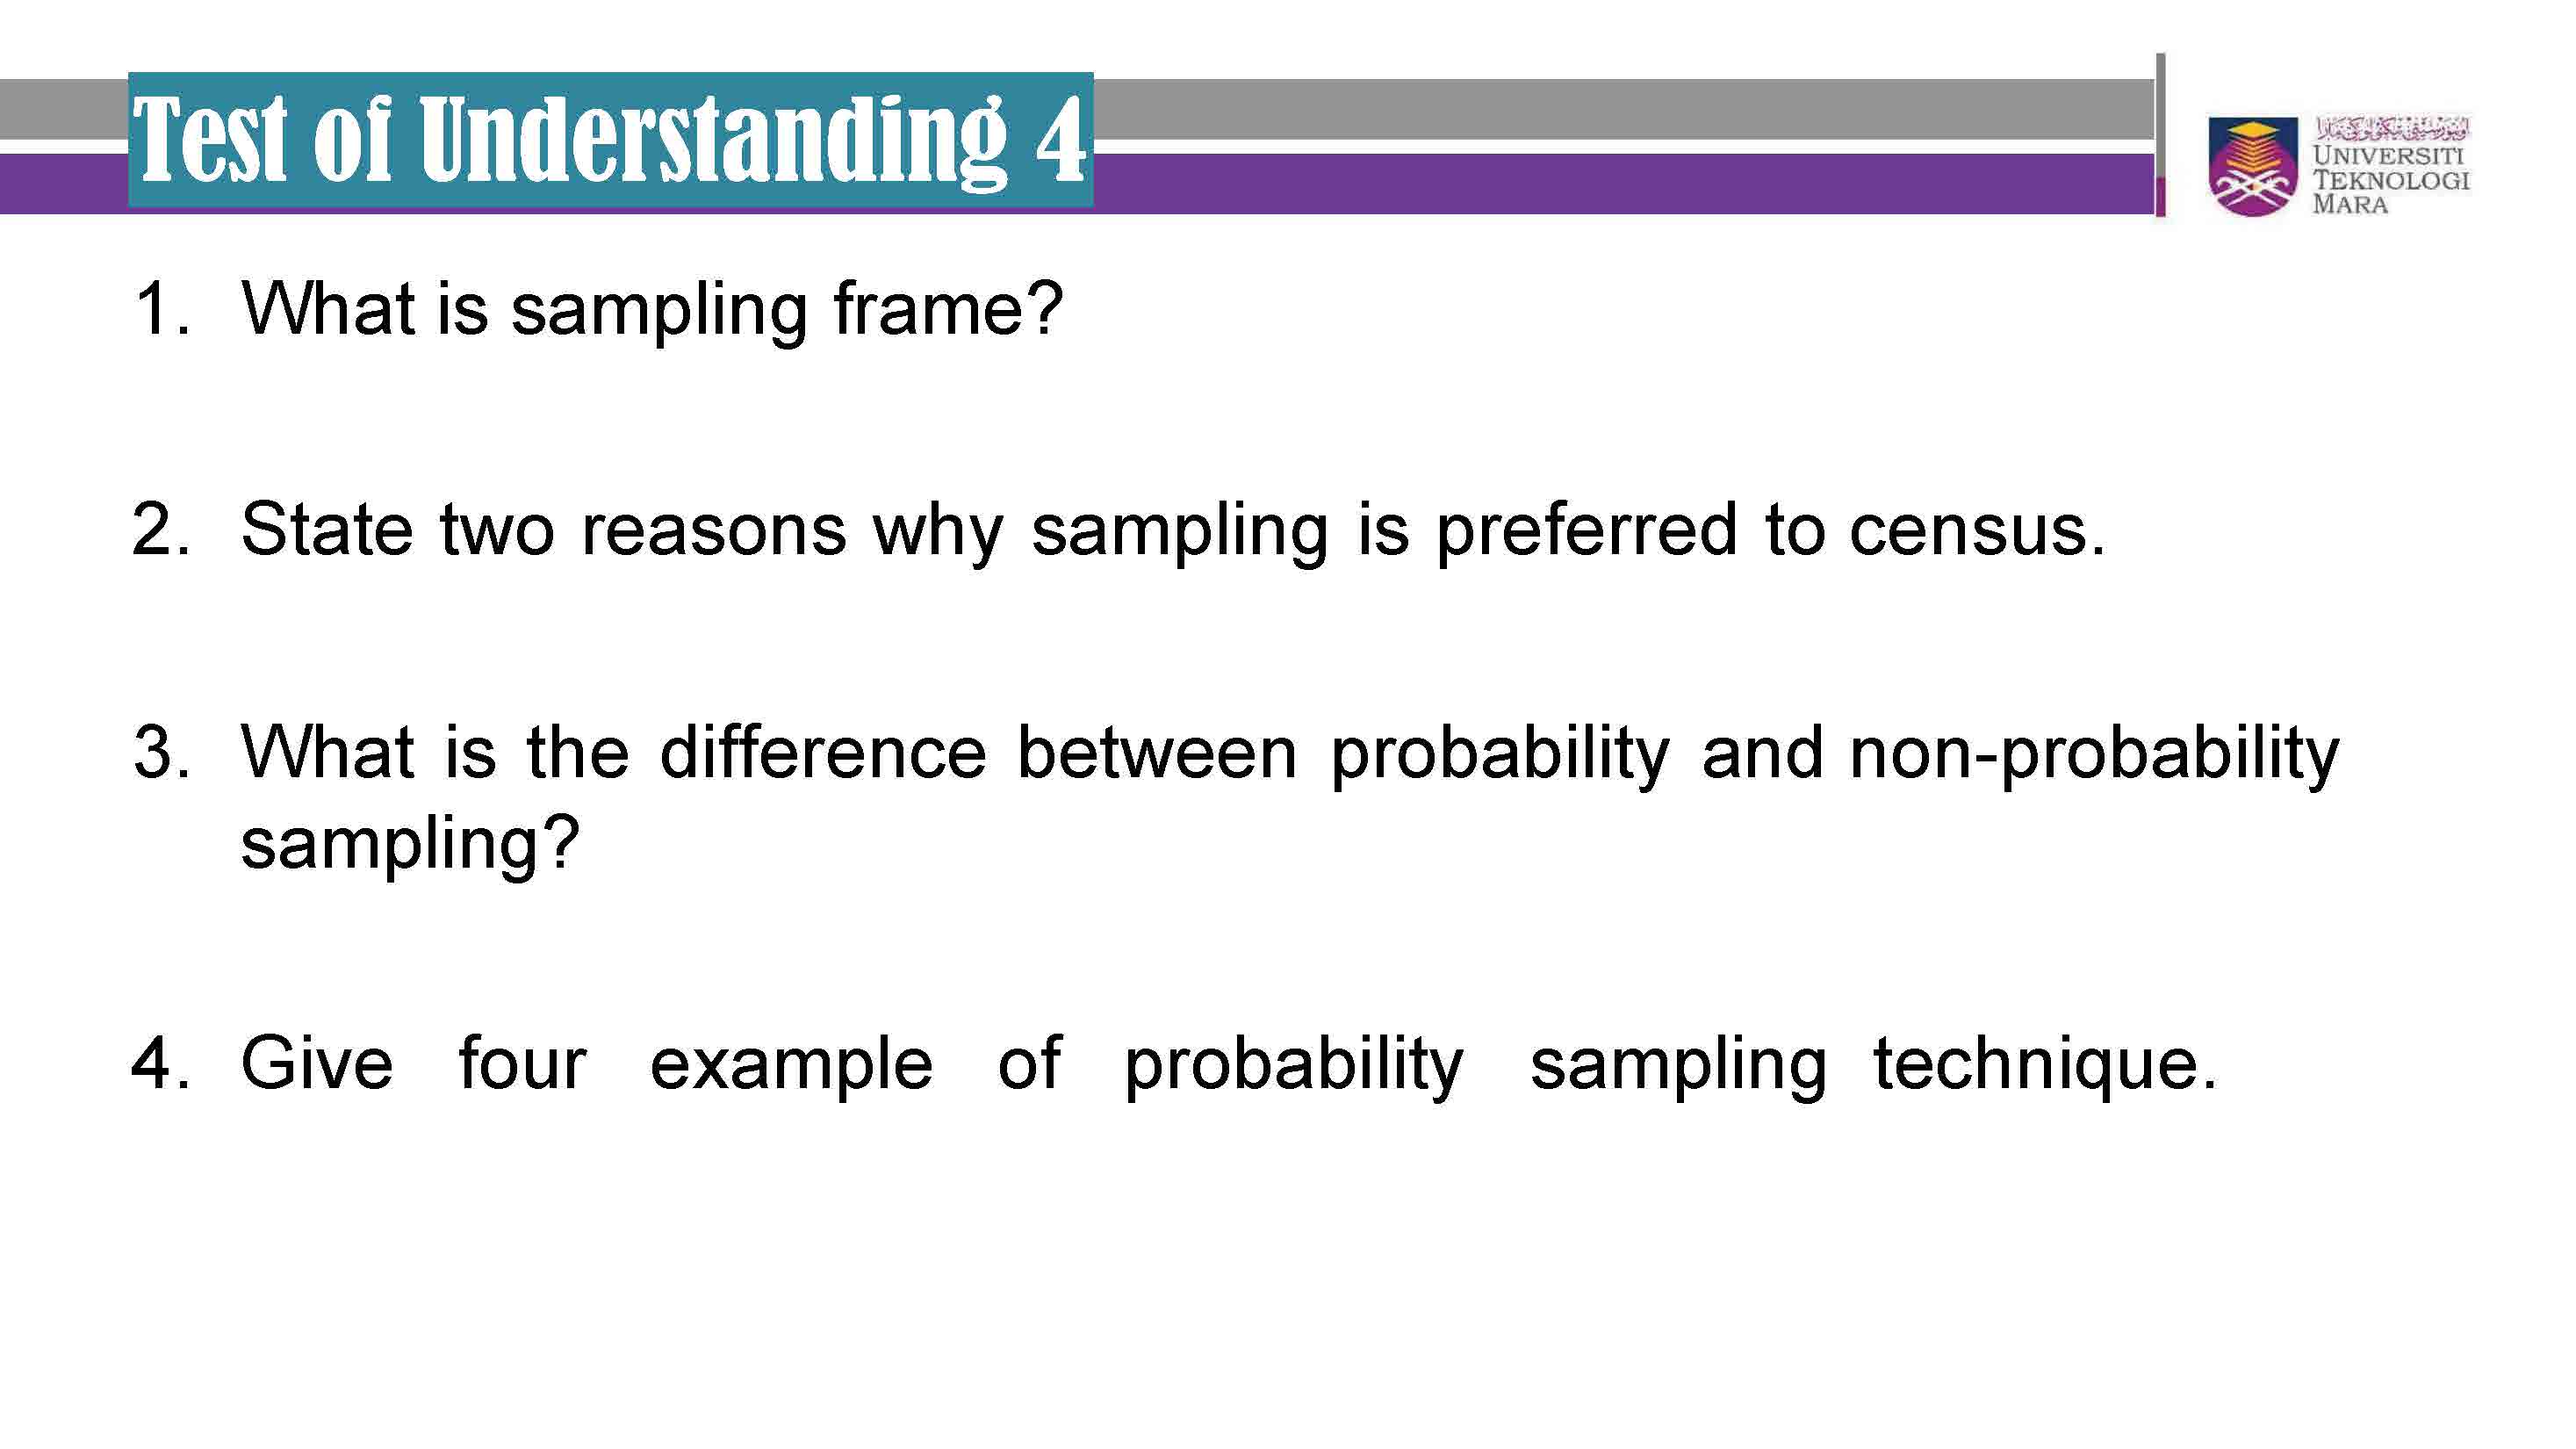 Test of Understanding 4
UNIVERSITI
TEKNOLOGI
MARA
1. What is sampling frame?
2. State two reasons why sampling is preferred to census.
3. What is the difference between probability and non-probability
sampling?
4. Give four example of probability sampling technique.